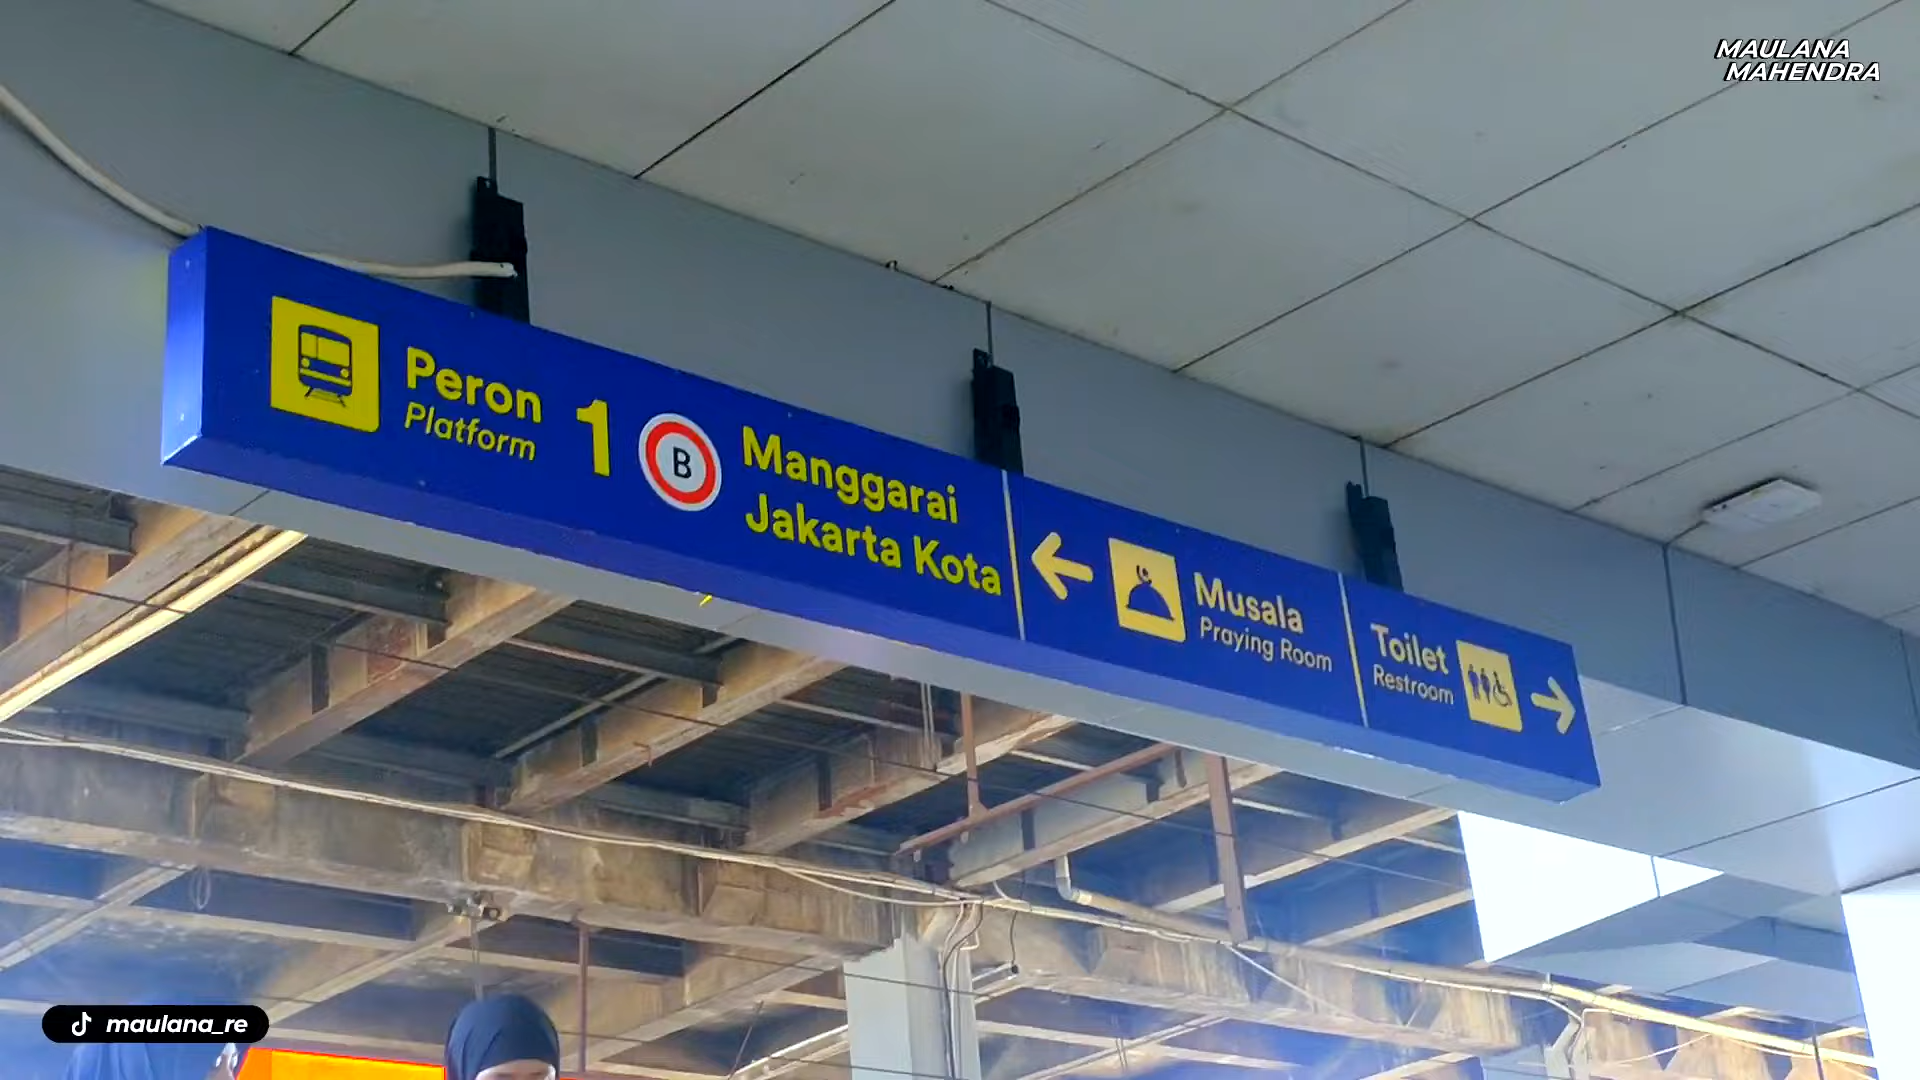 MAULANA
MAHENDRA
Peron
Platform
1
B
Manggarai
Jakarta Kota
Musala
Praying Room
Toilet
Restroom
maulana_re